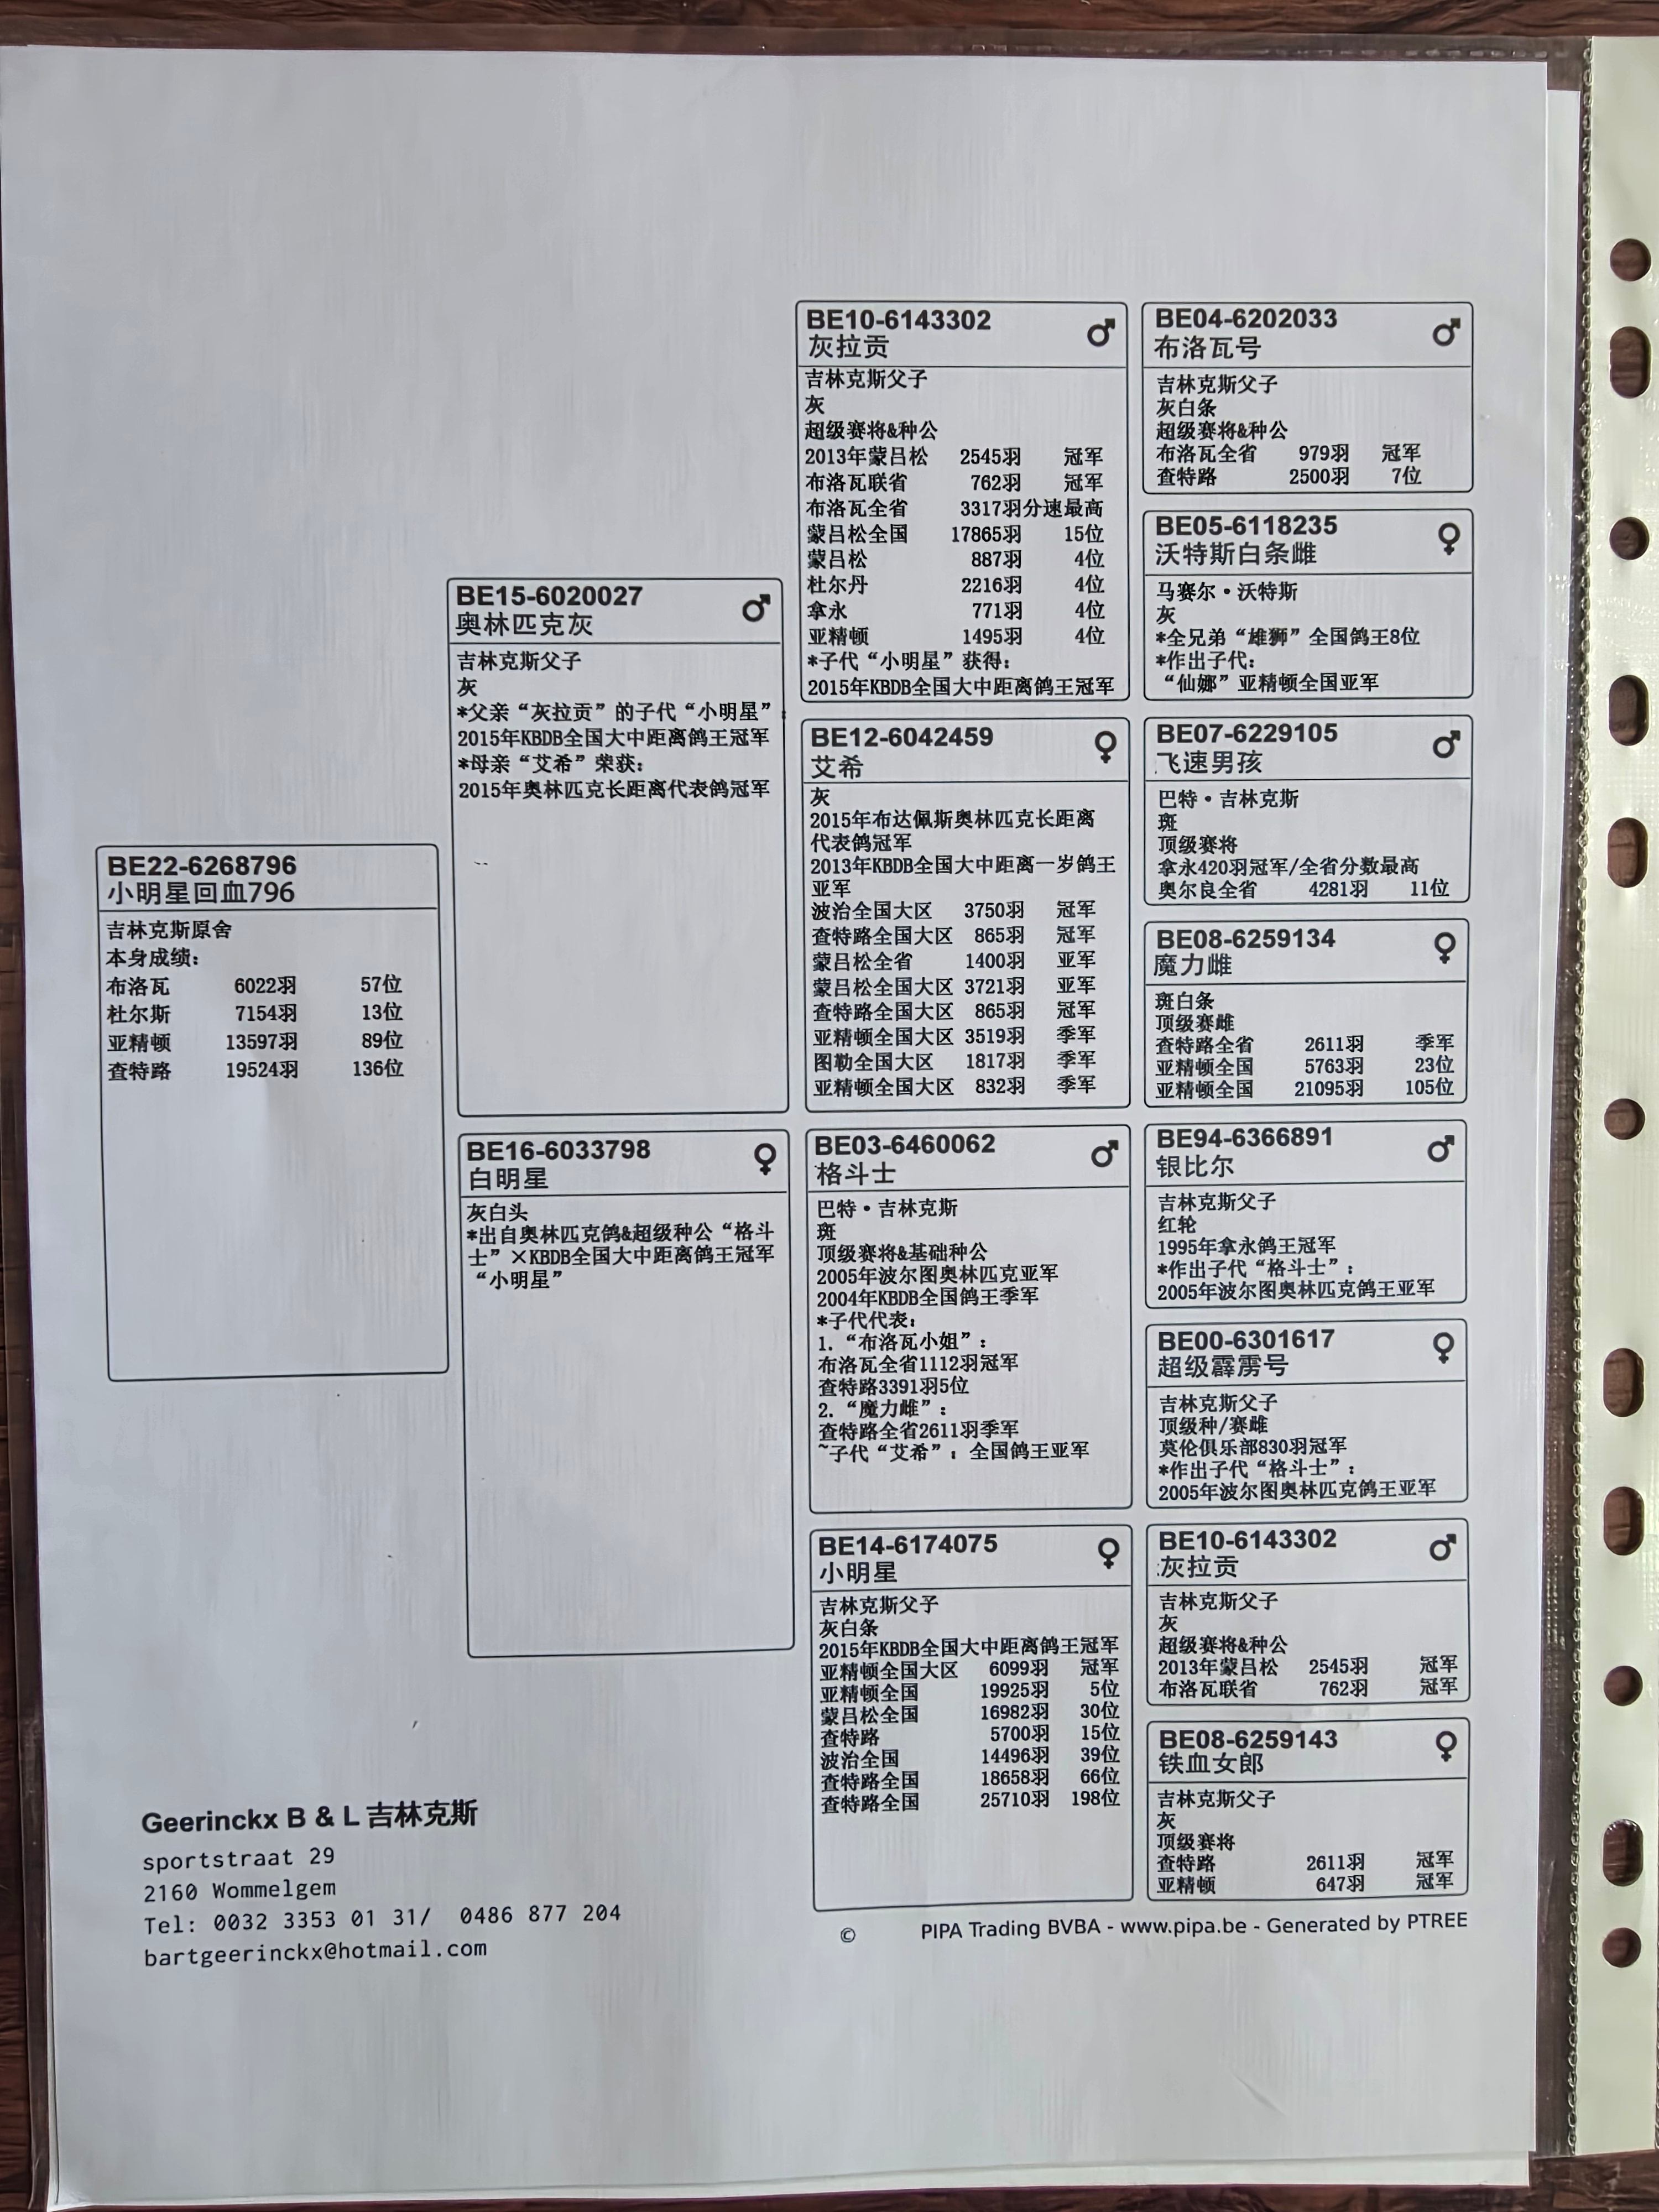 BE22-6268796
小明星回血796
吉林克斯原舍
本身成绩:
布洛瓦 6022羽 57位
杜尔斯 7154羽 13位
亚精顿 13597羽 89位
查特路 19524羽 136位
BE15-6020027 ♂
奥林匹克灰
吉林克斯父子
灰
*父亲“灰拉贡”的子代“小明星”
2015年KBDB全国大中距离鸽王冠军
*母亲“艾希”荣获:
2015年奥林匹克长距离代表鸽冠军
BE16-6033798 ♀
白明星
灰白头
*出自奥林匹克鸽&超级种公“格斗
士”×KBDB全国大中距离鸽王冠军
“小明星”
BE10-6143302 ♂
灰拉贡
吉林克斯父子
灰
超级赛将&种公
2013年蒙吕松 2545羽 冠军
布洛瓦联省 762羽 冠军
布洛瓦全省 3317羽分速最高
蒙吕松全国 17865羽 15位
蒙吕松 887羽 4位
杜尔丹 2216羽 4位
拿永 771羽 4位
亚精顿 1495羽 4位
*子代“小明星”获得:
2015年KBDB全国大中距离鸽王冠军
BE12-6042459 ♀
艾希
灰
2015年布达佩斯奥林匹克长距离
代表鸽冠军
2013年KBDB全国大中距离一岁鸽王
亚军
波治全国大区 3750羽 冠军
查特路全国大区 865羽 冠军
蒙吕松全省 1400羽 亚军
蒙吕松全国大区 3721羽 亚军
查特路全国大区 865羽 冠军
亚精顿全国大区 3519羽 季军
图勒全国大区 1817羽 季军
亚精顿全国大区 832羽 季军
BE03-6460062 ♂
格斗士
巴特·吉林克斯
斑
顶级赛将&基础种公
2005年波尔图奥林匹克亚军
2004年KBDB全国鸽王季军
*子代代表:
1. “布洛瓦小姐”:
布洛瓦全省1112羽冠军
查特路3391羽5位
2. “魔力雌”:
查特路全省2611羽季军
~子代“艾希”: 全国鸽王亚军
BE14-6174075 ♀
小明星
吉林克斯父子
灰白条
2015年KBDB全国大中距离鸽王冠军
亚精顿全国大区 6099羽 冠军
亚精顿全国 19925羽 5位
蒙吕松全国 16982羽 30位
查特路 5700羽 15位
波治全国 14496羽 39位
查特路全国 18658羽 66位
查特路全国 25710羽 198位
BE04-6202033 ♂
布洛瓦号
吉林克斯父子
灰白条
超级赛将&种公
布洛瓦全省 979羽 冠军
查特路 2500羽 7位
BE05-6118235 ♀
沃特斯白条雌
马赛尔·沃特斯
灰
*全兄弟“雄狮”全国鸽王8位
*作出子代:
“仙娜”亚精顿全国亚军
BE07-6229105 ♂
飞速男孩
巴特·吉林克斯
斑
顶级赛将
拿永420羽冠军/全省分数最高
奥尔良全省 4281羽 11位
BE08-6259134 ♀
魔力雌
斑白条
顶级赛雌
查特路全省 2611羽 季军
亚精顿全国 5763羽 23位
亚精顿全国 21095羽 105位
BE94-6366891 ♂
银比尔
吉林克斯父子
红轮
1995年拿永鸽王冠军
*作出子代“格斗士”:
2005年波尔图奥林匹克鸽王亚军
BE00-6301617 ♀
超级霹雳号
吉林克斯父子
顶级种/赛雌
莫伦俱乐部830羽冠军
*作出子代“格斗士”:
2005年波尔图奥林匹克鸽王亚军
BE10-6143302 ♂
灰拉贡
吉林克斯父子
灰
超级赛将&种公
2013年蒙吕松 2545羽 冠军
布洛瓦联省 762羽 冠军
BE08-6259143 ♀
铁血女郎
吉林克斯父子
灰
顶级赛将
查特路 2611羽 冠军
亚精顿 647羽 冠军
Geerinckx B & L 吉林克斯
sportstraat 29
2160 Wommelgem
Tel: 0032 3353 01 31/ 0486 877 204
bartgeerinckx@hotmail.com
© PIPA Trading BVBA - www.pipa.be - Generated by PTREE